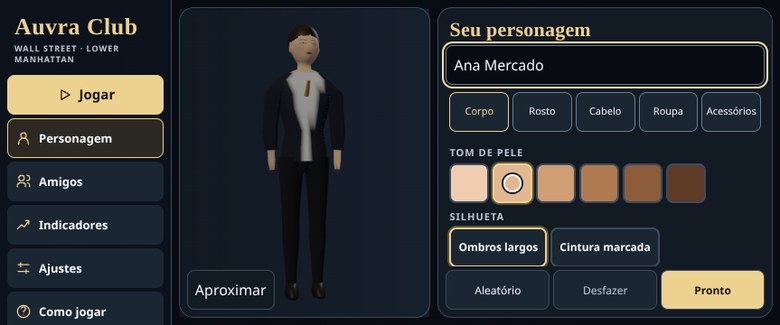 Auvra Club
WALL STREET · LOWER
MANHATTAN
Jogar
Personagem
Amigos
Indicadores
Ajustes
Como jogar
Aproximar
Seu personagem
Ana Mercado
Corpo
Rosto
Cabelo
Roupa
Acessórios
TOM DE PELE
SILHUETA
Ombros largos
Cintura marcada
Aleatório
Desfazer
Pronto